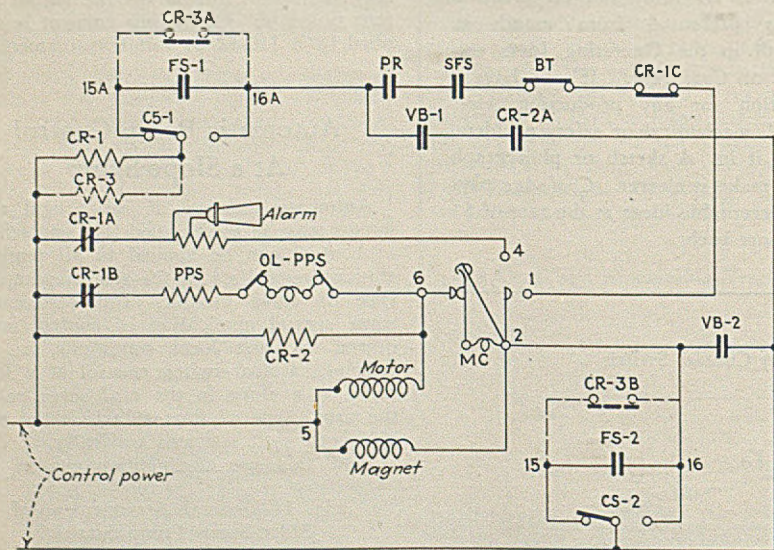 CR-3A
FS-1
15A
16A
C5-1
PR
SFS
BT
CR-1C
VB-1
CR-2A
CR-1
CR-3
CR-1A
Alarm
4
CR-1B
PPS
OL-PPS
6
1
CR-2
MC
2
VB-2
Motor
5
Magnet
CR-3B
FS-2
15
16
CS-2
Control power